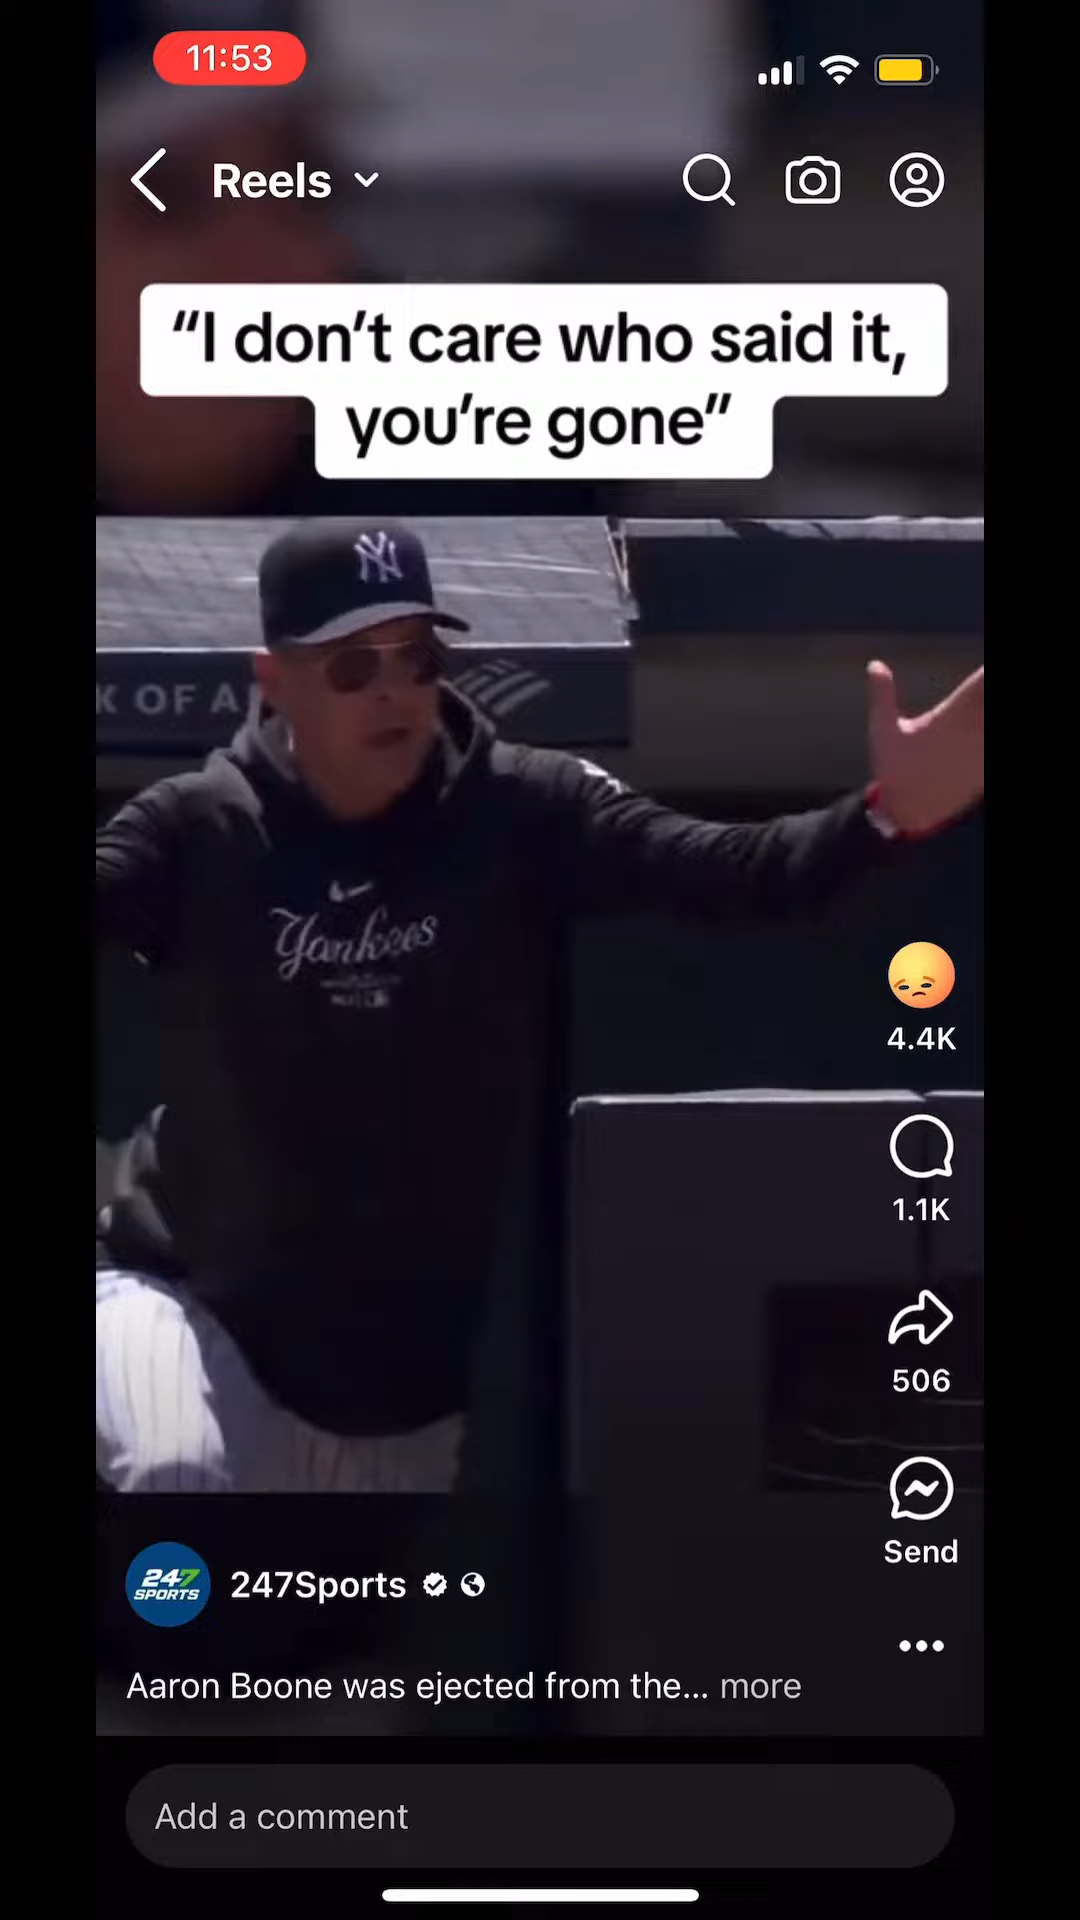 11:53
Reels
“I don’t care who said it,
you’re gone”
NY
K OF A
Yankees
4.4K
1.1K
506
Send
247
SPORTS
247Sports
Aaron Boone was ejected from the... more
Add a comment